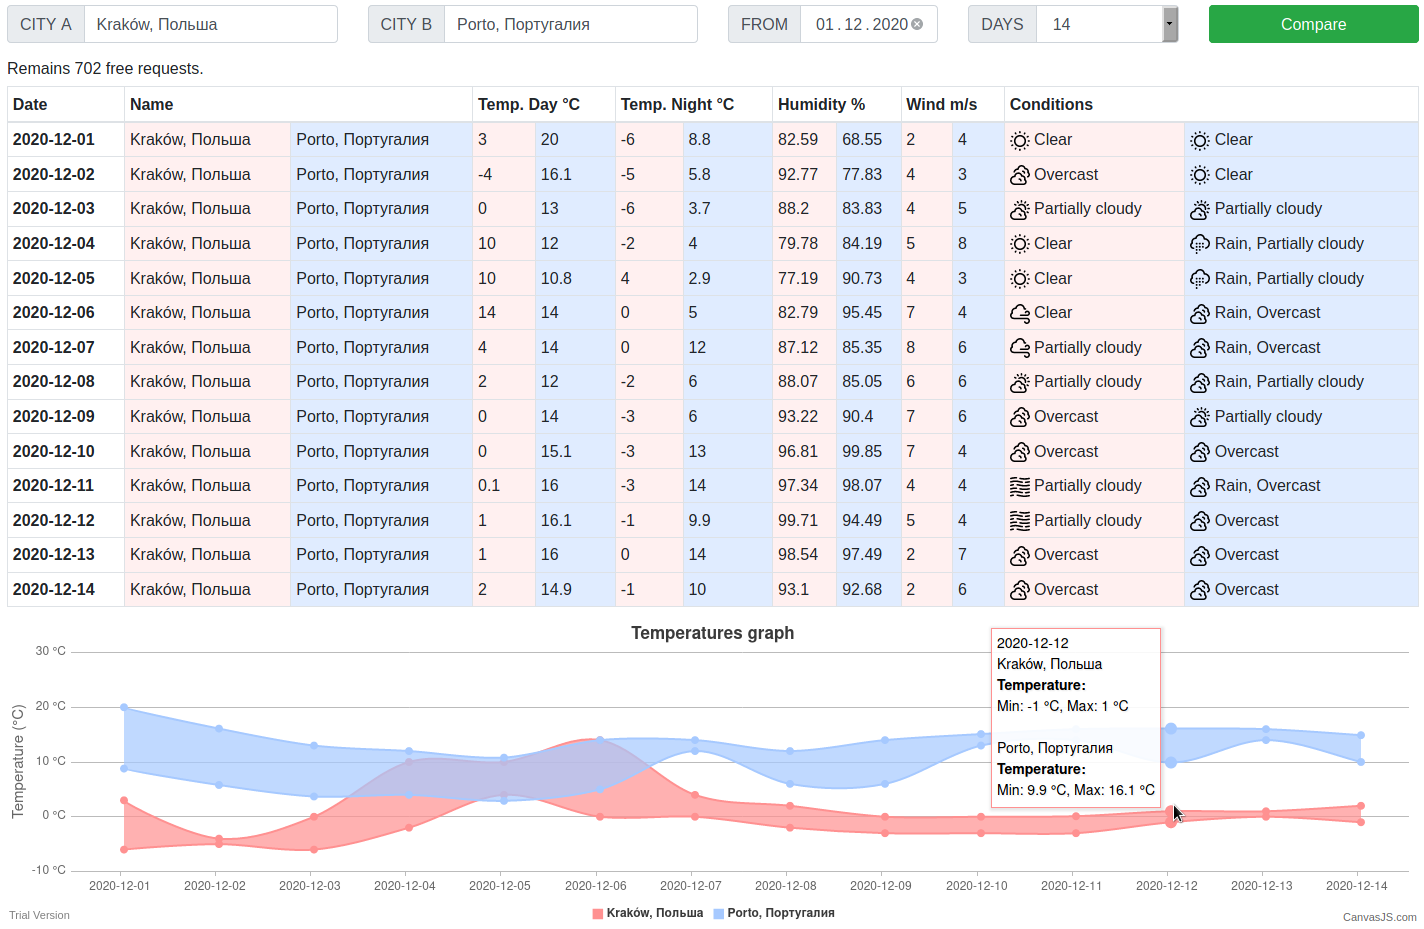 CITY A Kraków, Польша CITY B Porto, Португалия FROM 01.12.2020 DAYS 14 Compare
Remains 702 free requests.
Date Name Temp. Day °C Temp. Night °C Humidity % Wind m/s Conditions
2020-12-01 Kraków, Польша Porto, Португалия 3 20 -6 8.8 82.59 68.55 2 4 Clear Clear
2020-12-02 Kraków, Польша Porto, Португалия -4 16.1 -5 5.8 92.77 77.83 4 3 Overcast Clear
2020-12-03 Kraków, Польша Porto, Португалия 0 13 -6 3.7 88.2 83.83 4 5 Partially cloudy Partially cloudy
2020-12-04 Kraków, Польша Porto, Португалия 10 12 -2 4 79.78 84.19 5 8 Clear Rain, Partially cloudy
2020-12-05 Kraków, Польша Porto, Португалия 10 10.8 4 2.9 77.19 90.73 4 3 Clear Rain, Partially cloudy
2020-12-06 Kraków, Польша Porto, Португалия 14 14 0 5 82.79 95.45 7 4 Clear Rain, Overcast
2020-12-07 Kraków, Польша Porto, Португалия 4 14 0 12 87.12 85.35 8 6 Partially cloudy Rain, Overcast
2020-12-08 Kraków, Польша Porto, Португалия 2 12 -2 6 88.07 85.05 6 6 Partially cloudy Rain, Partially cloudy
2020-12-09 Kraków, Польша Porto, Португалия 0 14 -3 6 93.22 90.4 7 6 Overcast Partially cloudy
2020-12-10 Kraków, Польша Porto, Португалия 0 15.1 -3 13 96.81 99.85 7 4 Overcast Overcast
2020-12-11 Kraków, Польша Porto, Португалия 0.1 16 -3 14 97.34 98.07 4 4 Partially cloudy Rain, Overcast
2020-12-12 Kraków, Польша Porto, Португалия 1 16.1 -1 9.9 99.71 94.49 5 4 Partially cloudy Overcast
2020-12-13 Kraków, Польша Porto, Португалия 1 16 0 14 98.54 97.49 2 7 Overcast Overcast
2020-12-14 Kraków, Польша Porto, Португалия 2 14.9 -1 10 93.1 92.68 2 6 Overcast Overcast
Temperatures graph
30 °C
20 °C
10 °C
0 °C
-10 °C
Temperature (°C)
2020-12-12
Kraków, Польша
Temperature:
Min: -1 °C, Max: 1 °C
Porto, Португалия
Temperature:
Min: 9.9 °C, Max: 16.1 °C
2020-12-01 2020-12-02 2020-12-03 2020-12-04 2020-12-05 2020-12-06 2020-12-07 2020-12-08 2020-12-09 2020-12-10 2020-12-11 2020-12-12 2020-12-13 2020-12-14
Kraków, Польша Porto, Португалия
Trial Version CanvasJS.com